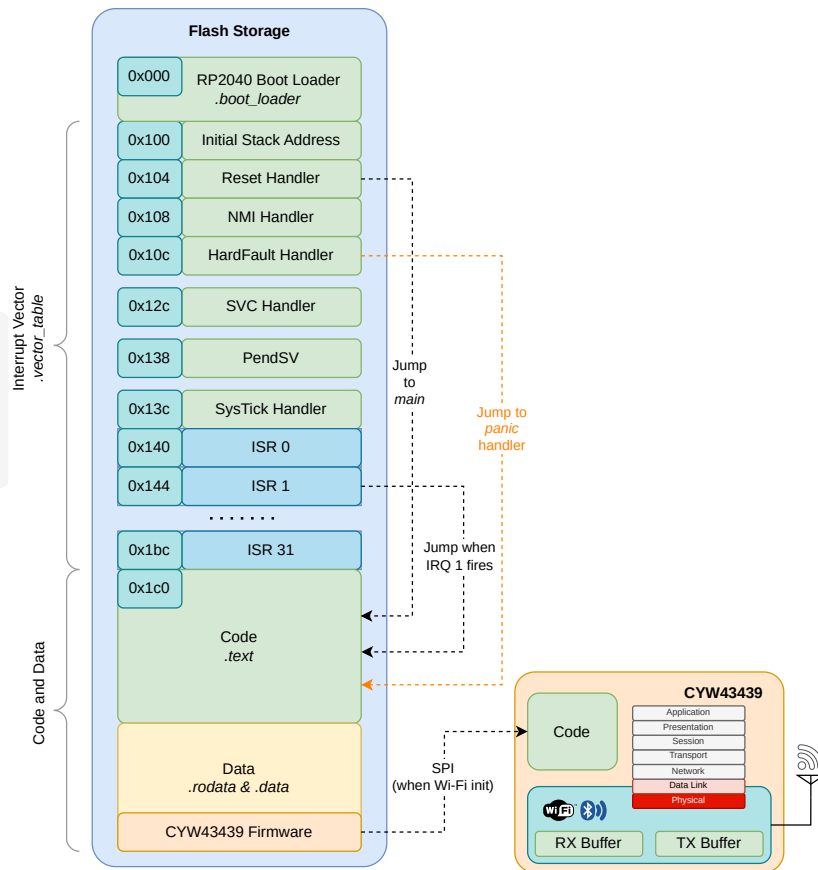 Flash Storage
0x000
RP2040 Boot Loader
.boot_loader
0x100
Initial Stack Address
0x104
Reset Handler
0x108
NMI Handler
0x10c
HardFault Handler
0x12c
SVC Handler
0x138
PendSV
0x13c
SysTick Handler
0x140
ISR 0
0x144
ISR 1
.......
0x1bc
ISR 31
0x1c0
Code
.text
Data
.rodata & .data
CYW43439 Firmware
Interrupt Vector
.vector_table
Code and Data
Jump
to
main
Jump to
panic
handler
Jump when
IRQ 1 fires
SPI
(when Wi-Fi init)
CYW43439
Code
Application
Presentation
Session
Transport
Network
Data Link
Physical
Wi Fi
RX Buffer
TX Buffer